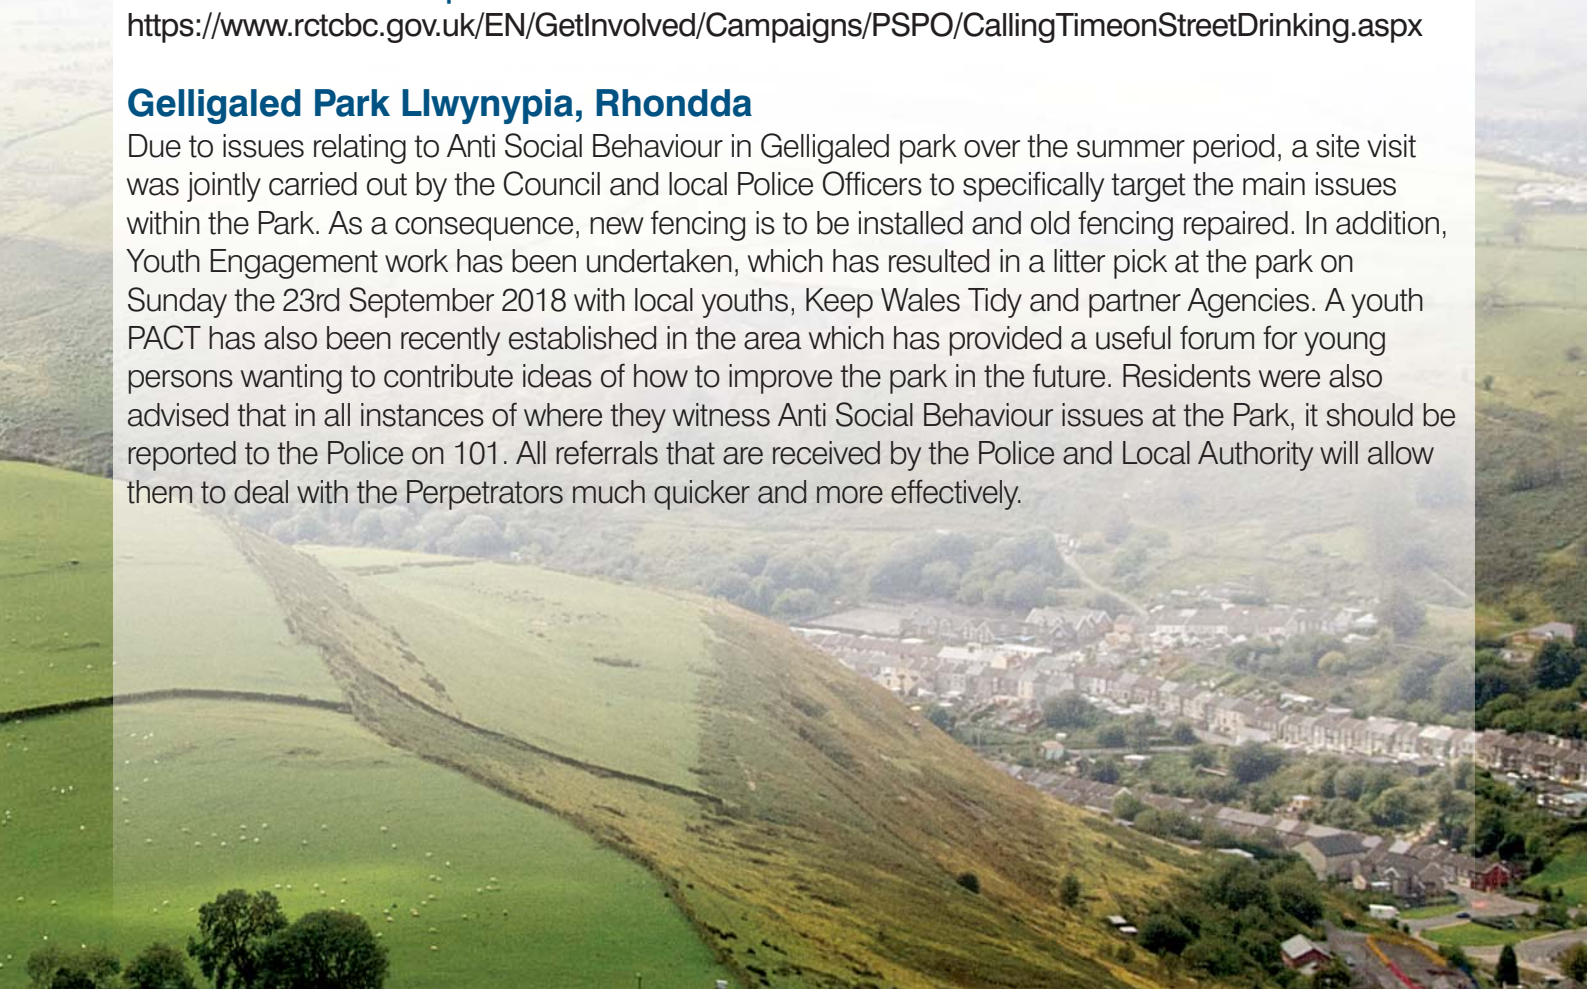 https://www.rctcbc.gov.uk/EN/GetInvolved/Campaigns/PSPO/CallingTimeonStreetDrinking.aspx
Gelligaled Park Llwynypia, Rhondda
Due to issues relating to Anti Social Behaviour in Gelligaled park over the summer period, a site visit
was jointly carried out by the Council and local Police Officers to specifically target the main issues
within the Park. As a consequence, new fencing is to be installed and old fencing repaired. In addition,
Youth Engagement work has been undertaken, which has resulted in a litter pick at the park on
Sunday the 23rd September 2018 with local youths, Keep Wales Tidy and partner Agencies. A youth
PACT has also been recently established in the area which has provided a useful forum for young
persons wanting to contribute ideas of how to improve the park in the future. Residents were also
advised that in all instances of where they witness Anti Social Behaviour issues at the Park, it should be
reported to the Police on 101. All referrals that are received by the Police and Local Authority will allow
them to deal with the Perpetrators much quicker and more effectively.